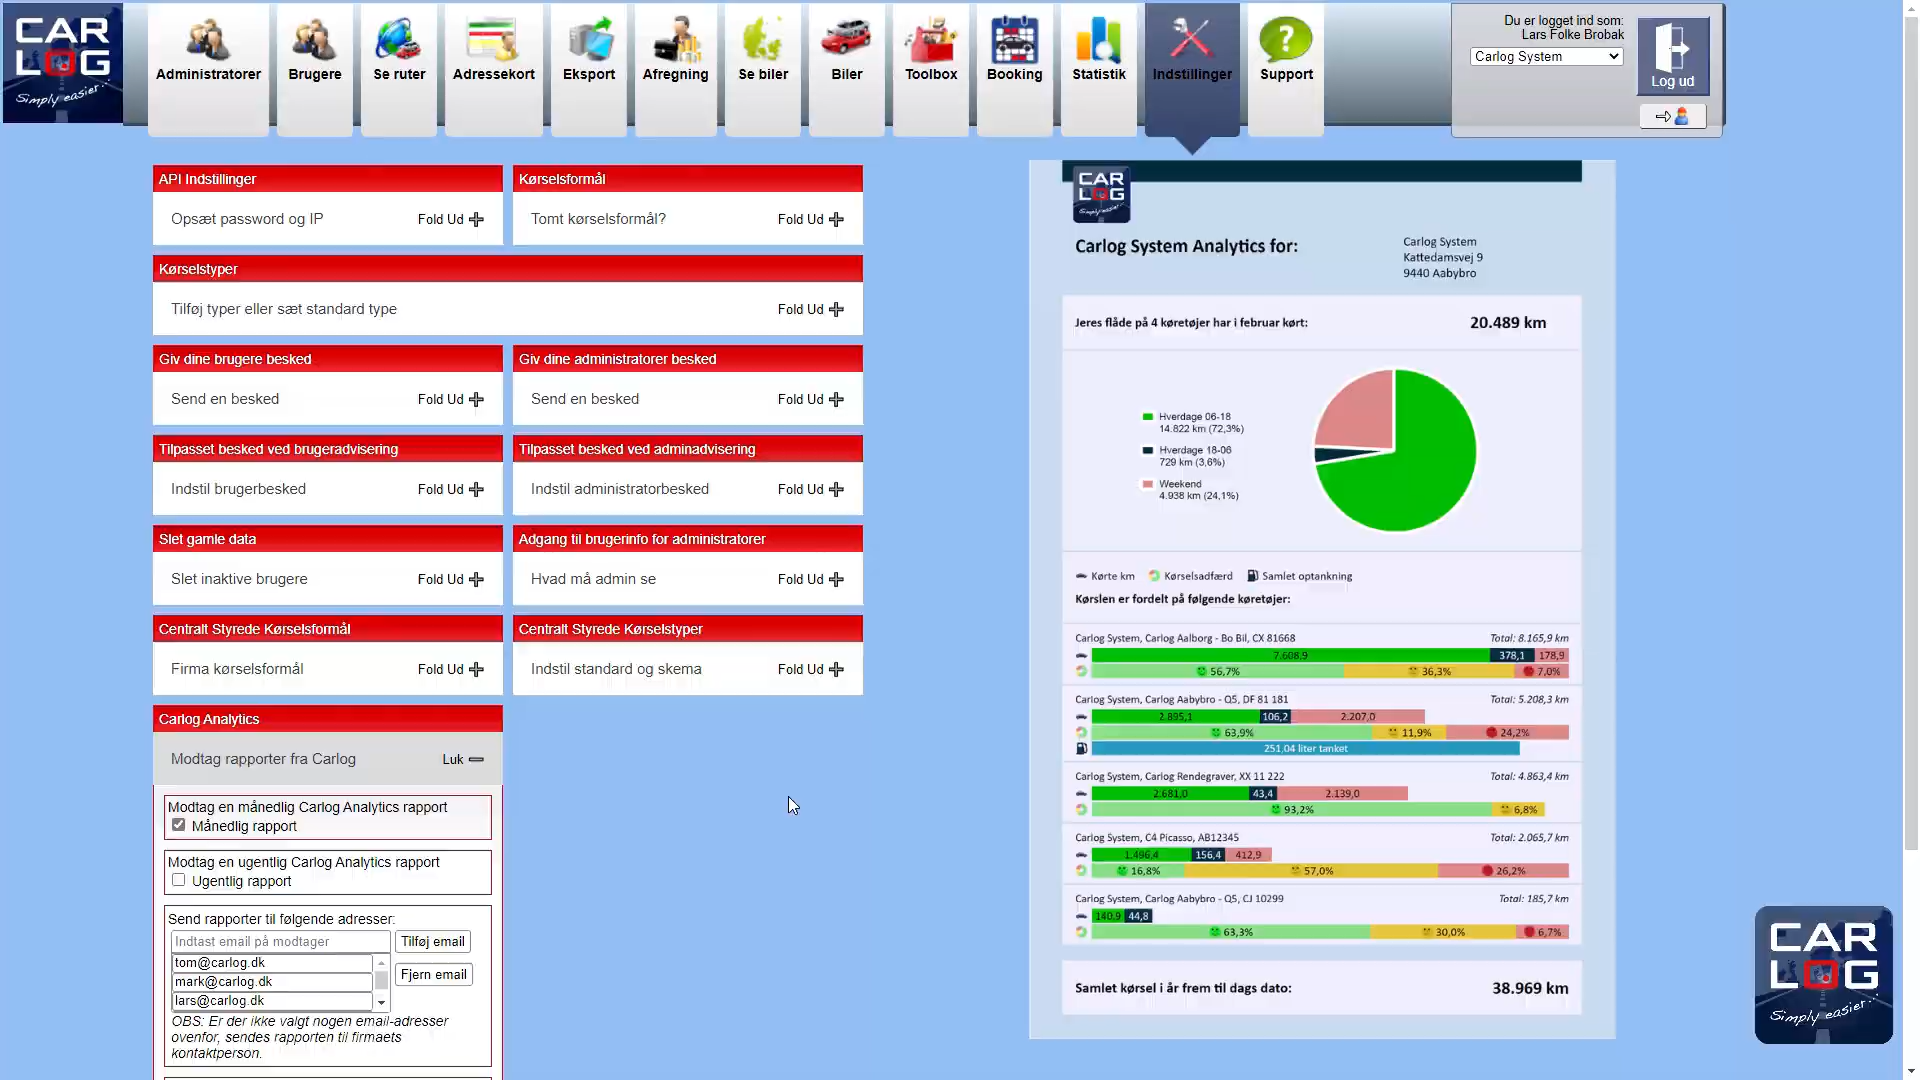 CAR
LOG
Simply easier...
Administratorer
Brugere
Se ruter
Adressekort
Eksport
Afregning
Se biler
Biler
Toolbox
Booking
Statistik
Indstillinger
Support
Du er logget ind som:
Lars Folke Brobak
Carlog System
Log ud
API Indstillinger
Opsæt password og IP
Fold Ud
Kørselsformål
Tomt kørselsformål?
Fold Ud
Kørselstyper
Tilføj typer eller sæt standard type
Fold Ud
Giv dine brugere besked
Send en besked
Fold Ud
Giv dine administratorer besked
Send en besked
Fold Ud
Tilpasset besked ved brugeradvisering
Indstil brugerbesked
Fold Ud
Tilpasset besked ved adminadvisering
Indstil administratorbesked
Fold Ud
Slet gamle data
Slet inaktive brugere
Fold Ud
Adgang til brugerinfo for administratorer
Hvad må admin se
Fold Ud
Centralt Styrede Kørselsformål
Firma kørselsformål
Fold Ud
Centralt Styrede Kørselstyper
Indstil standard og skema
Fold Ud
Carlog Analytics
Modtag rapporter fra Carlog
Luk
Modtag en månedlig Carlog Analytics rapport
Månedlig rapport
Modtag en ugentlig Carlog Analytics rapport
Ugentlig rapport
Send rapporter til følgende adresser:
Indtast email på modtager
Tilføj email
tom@carlog.dk
mark@carlog.dk
lars@carlog.dk
Fjern email
OBS: Er der ikke valgt nogen email-adresser
ovenfor, sendes rapporten til firmaets
kontaktperson.
CAR
LOG
Simply easier...
Carlog System Analytics for:
Carlog System
Kattedamsvej 9
9440 Aabybro
Jeres flåde på 4 køretøjer har i februar kørt:
20.489 km
Hverdage 06-18
14.822 km (72,3%)
Hverdage 18-06
729 km (3,6%)
Weekend
4.938 km (24,1%)
Kørte km
Kørselsadfærd
Samlet optankning
Kørslen er fordelt på følgende køretøjer:
Carlog System, Carlog Aalborg - Bo Bil, CX 81668
Total: 8.165,9 km
7.608,9
378,1
178,9
56,7%
36,3%
7,0%
Carlog System, Carlog Aabybro - Q5, DF 81 181
Total: 5.208,3 km
2.895,1
106,2
2.207,0
63,9%
11,9%
24,2%
251,04 liter tanket
Carlog System, Carlog Rendegraver, XX 11 222
Total: 4.863,4 km
2.681,0
43,4
2.139,0
93,2%
6,8%
Carlog System, C4 Picasso, AB12345
Total: 2.065,7 km
1.496,4
156,4
412,9
16,8%
57,0%
26,2%
Carlog System, Carlog Aabybro - Q5, CJ 10299
Total: 185,7 km
140,9
44,8
63,3%
30,0%
6,7%
Samlet kørsel i år frem til dags dato:
38.969 km
CAR
LOG
Simply easier...